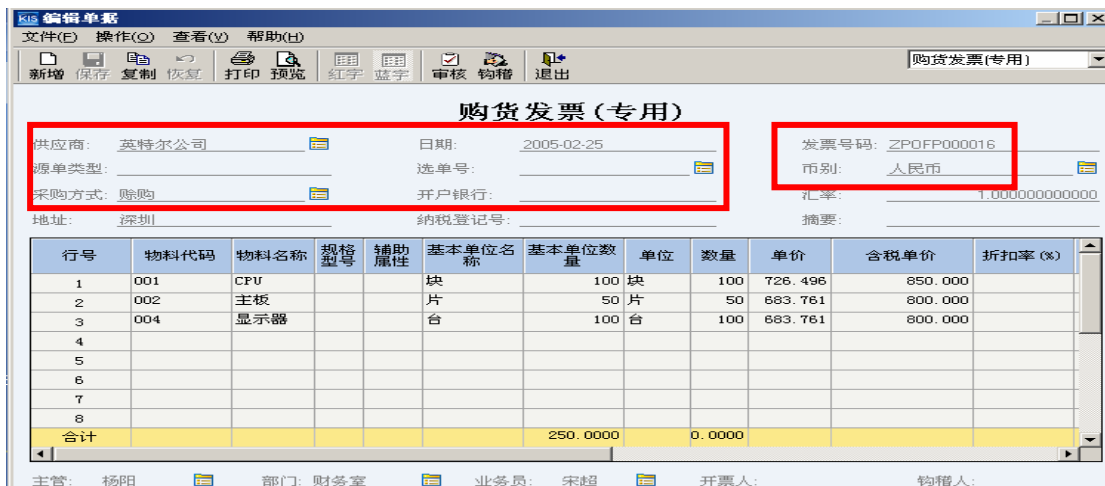 KIS 编辑单据
文件(F) 操作(O) 查看(V) 帮助(H)
新增 保存 复制 恢复 打印 预览 红字 蓝字 审核 钩稽 退出 购货发票(专用)
购货发票(专用)
供应商: 英特尔公司 日期: 2005-02-25 发票号码: ZPOFP000016
源单类型: 选单号: 币别: 人民币
采购方式: 赊购 开户银行: 汇率: 1.000000000000
地址: 深圳 纳税登记号: 摘要:
行号 物料代码 物料名称 规格型号 辅助属性 基本单位名称 基本单位数量 单位 数量 单价 含税单价 折扣率(%)
1 001 CPU 块 100 块 100 726.496 850.000
2 002 主板 片 50 片 50 683.761 800.000
3 004 显示器 台 100 台 100 683.761 800.000
4
5
6
7
8
合计 250.0000 0.0000
主管: 杨阳 部门: 财务室 业务员: 宋超 开票人: 钩稽人: